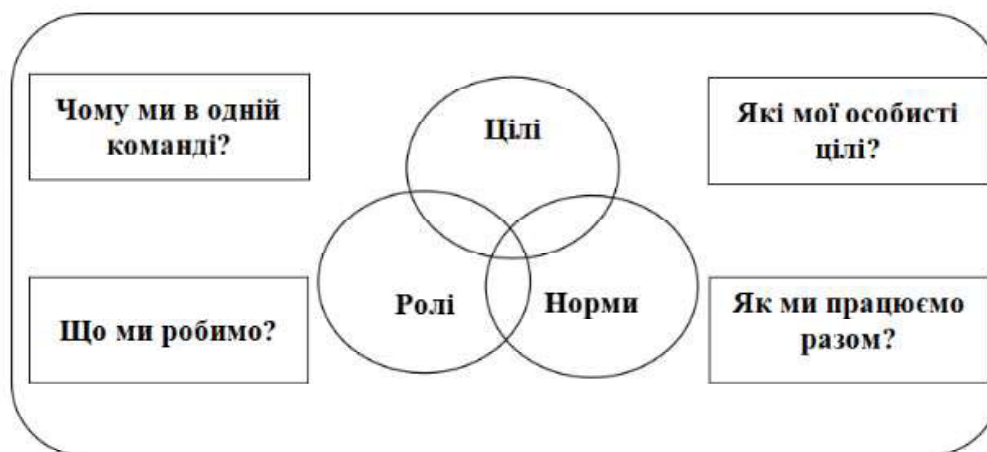 Чому ми в одній
команді?
Цілі
Які мої особисті
цілі?
Що ми робимо?
Ролі
Норми
Як ми працюємо
разом?